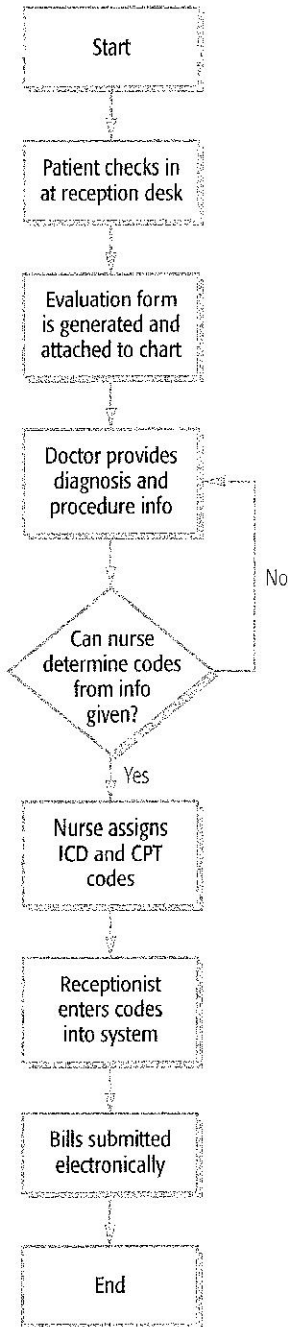 Start
Patient checks in
at reception desk
Evaluation form
is generated and
attached to chart
Doctor provides
diagnosis and
procedure info
No
Can nurse
determine codes
from info
given?
Yes
Nurse assigns
ICD and CPT
codes
Receptionist
enters codes
into system
Bills submitted
electronically
End